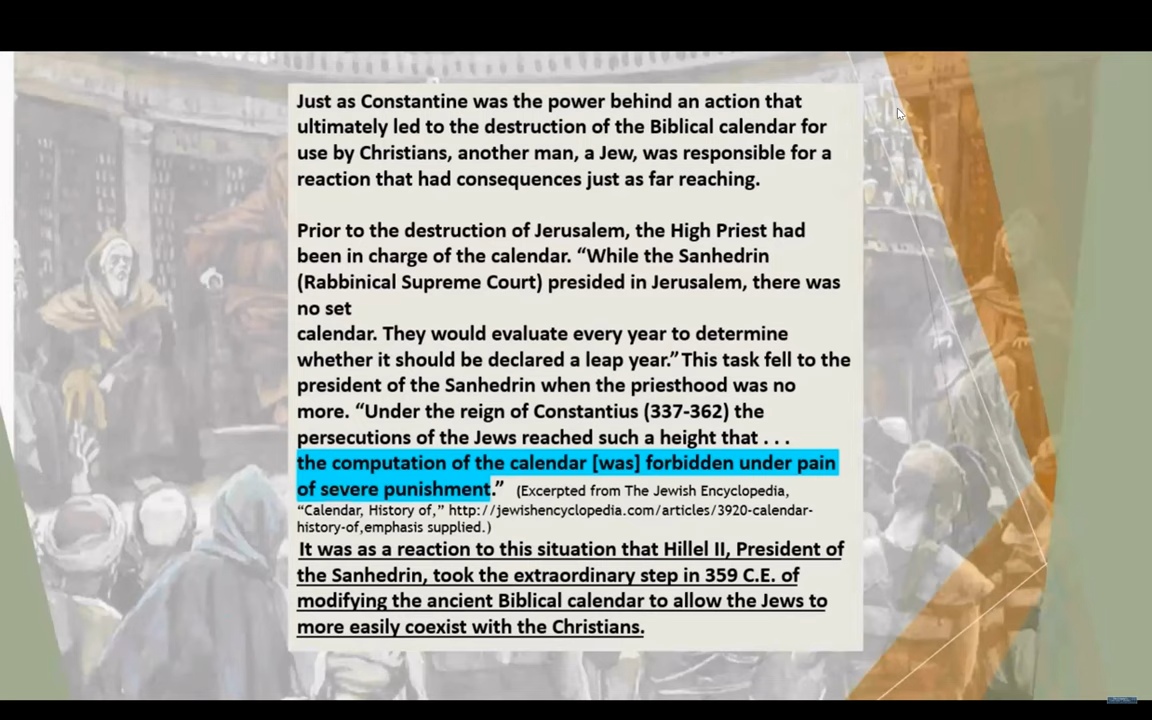 Just as Constantine was the power behind an action that
ultimately led to the destruction of the Biblical calendar for
use by Christians, another man, a Jew, was responsible for a
reaction that had consequences just as far reaching.
Prior to the destruction of Jerusalem, the High Priest had
been in charge of the calendar. “While the Sanhedrin
(Rabbinical Supreme Court) presided in Jerusalem, there was
no set
calendar. They would evaluate every year to determine
whether it should be declared a leap year.” This task fell to the
president of the Sanhedrin when the priesthood was no
more. “Under the reign of Constantius (337-362) the
persecutions of the Jews reached such a height that . . .
the computation of the calendar [was] forbidden under pain
of severe punishment.” (Excerpted from The Jewish Encyclopedia,
“Calendar, History of,” http://jewishencyclopedia.com/articles/3920-calendar-
history-of,emphasis supplied.)
It was as a reaction to this situation that Hillel II, President of
the Sanhedrin, took the extraordinary step in 359 C.E. of
modifying the ancient Biblical calendar to allow the Jews to
more easily coexist with the Christians.